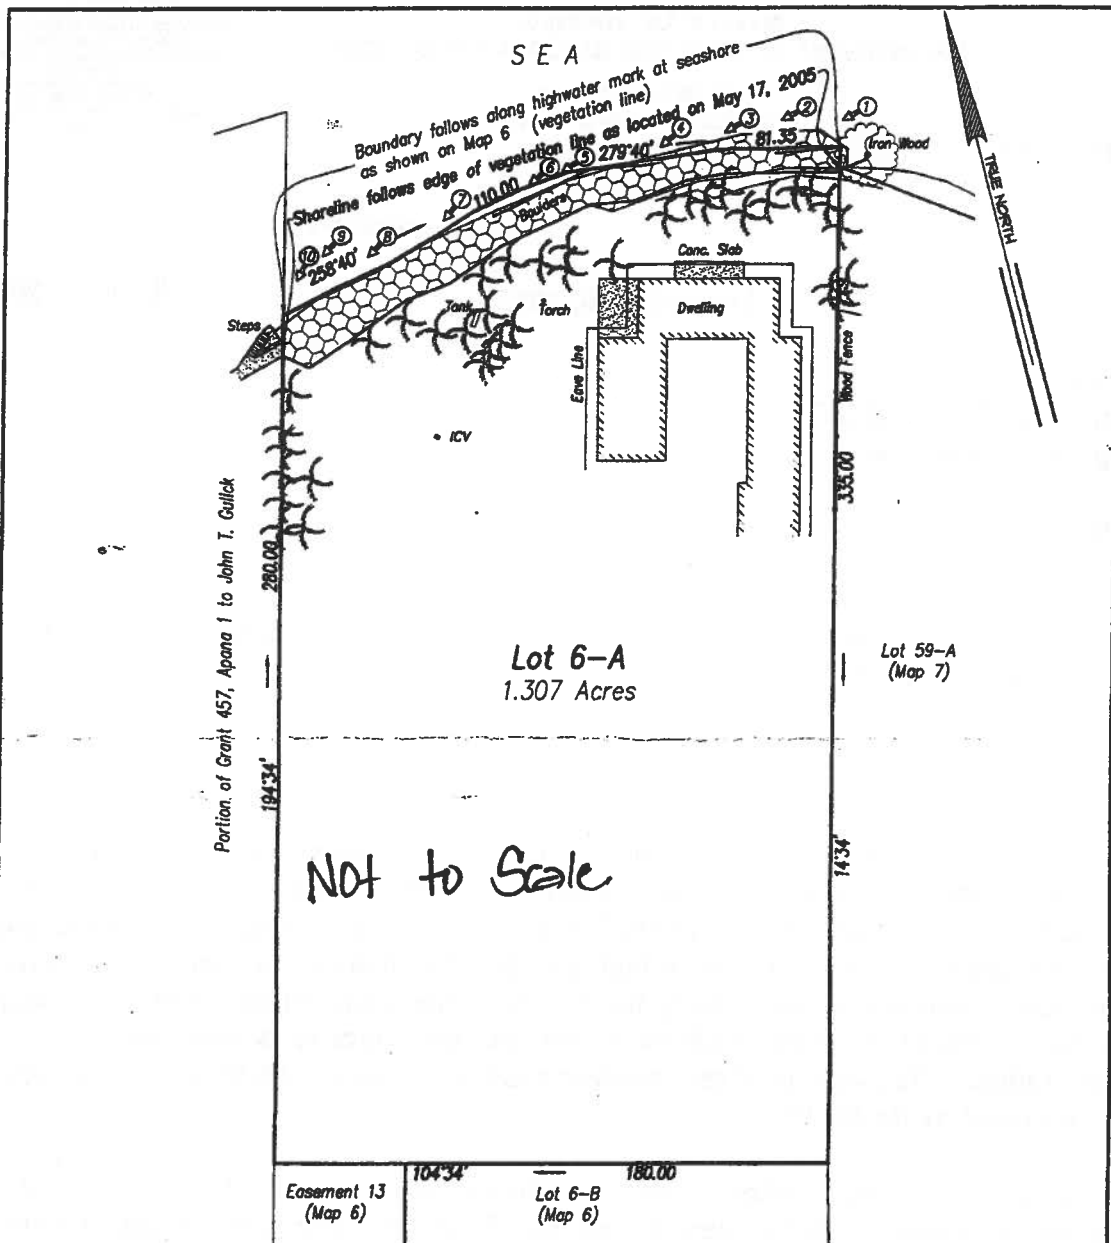 SEA
Boundary follows along highwater mark at seashore
as shown on Map 6 (vegetation line)
Shoreline follows edge of vegetation line as located on May 17, 2005
1
2
3
4
5
6
7
8
9
10
279°40'
81.35
110.00
258°40'
Iron Wood
TRUE NORTH
Boulders
Steps
Tank
Torch
Conc. Slab
Dwelling
Eave Line
Wood Fence
ICV
335.00
280.00
Portion of Grant 457, Apana 1 to John T. Gulick
Lot 6-A
1.307 Acres
Lot 59-A
(Map 7)
194°34'
14°34'
Not to Scale
104°34'
180.00
Easement 13
(Map 6)
Lot 6-B
(Map 6)